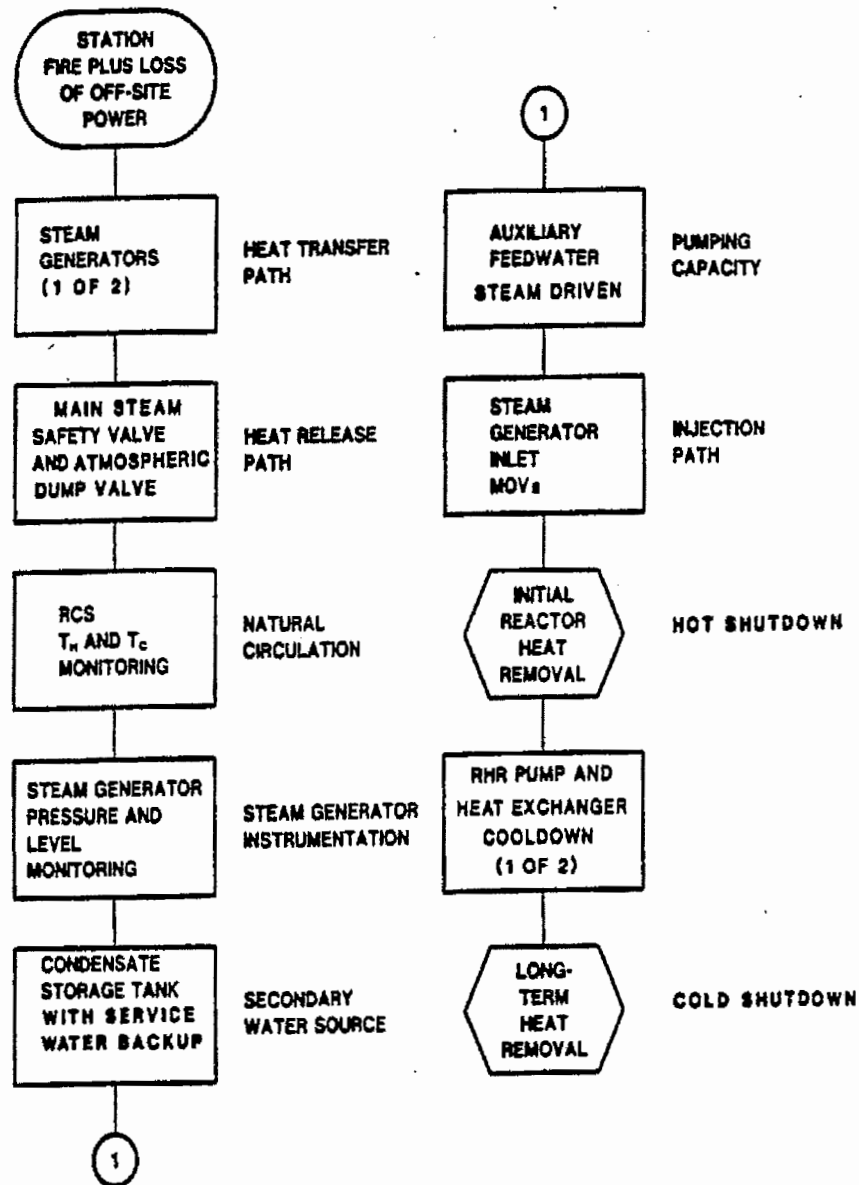 STATION
FIRE PLUS LOSS
OF OFF-SITE
POWER
STEAM
GENERATORS
(1 OF 2)
HEAT TRANSFER
PATH
MAIN STEAM
SAFETY VALVE
AND ATMOSPHERIC
DUMP VALVE
HEAT RELEASE
PATH
RCS
T_H AND T_C
MONITORING
NATURAL
CIRCULATION
STEAM GENERATOR
PRESSURE AND
LEVEL
MONITORING
STEAM GENERATOR
INSTRUMENTATION
CONDENSATE
STORAGE TANK
WITH SERVICE
WATER BACKUP
SECONDARY
WATER SOURCE
1
1
AUXILIARY
FEEDWATER
STEAM DRIVEN
PUMPING
CAPACITY
STEAM
GENERATOR
INLET
MOVs
INJECTION
PATH
INITIAL
REACTOR
HEAT
REMOVAL
HOT SHUTDOWN
RHR PUMP AND
HEAT EXCHANGER
COOLDOWN
(1 OF 2)
LONG-
TERM
HEAT
REMOVAL
COLD SHUTDOWN